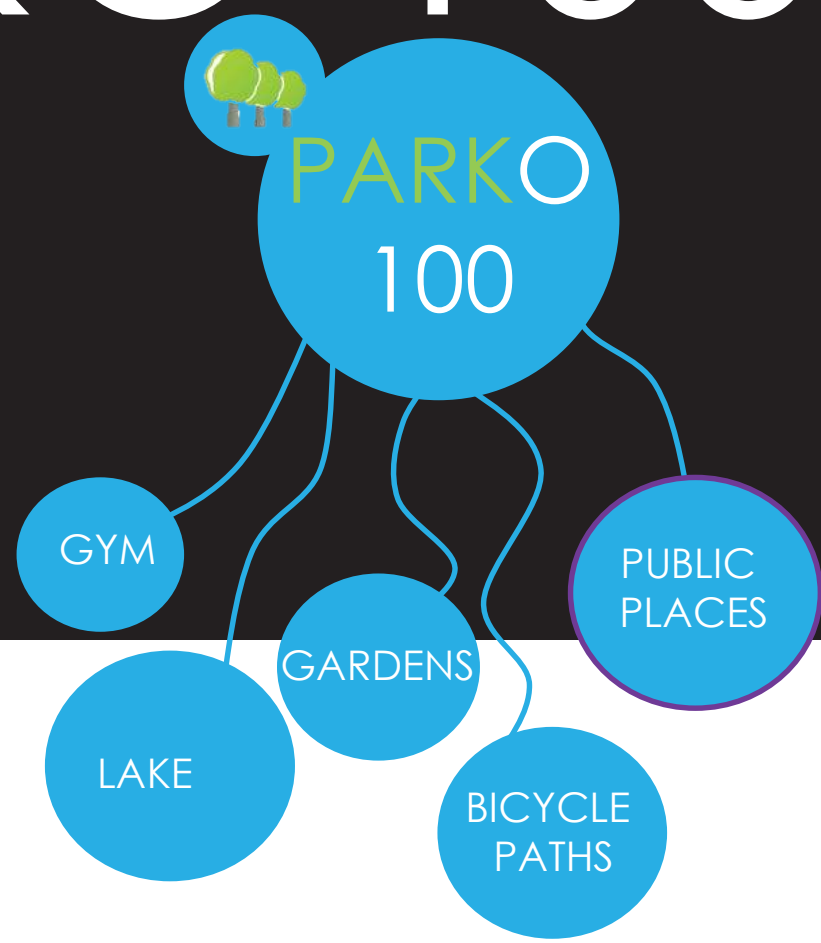 PARKO
100
GYM
PUBLIC
PLACES
GARDENS
LAKE
BICYCLE
PATHS